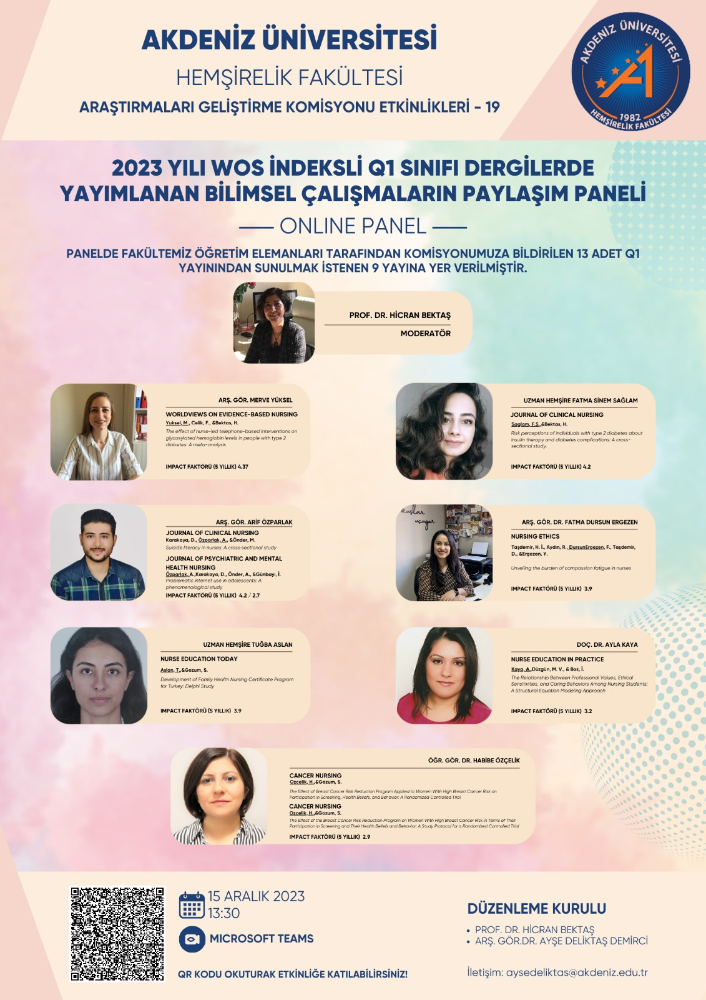 AKDENİZ ÜNİVERSİTESİ
HEMŞİRELİK FAKÜLTESİ
ARAŞTIRMALARI GELİŞTİRME KOMİSYONU ETKİNLİKLERİ - 19
AKDENİZ ÜNİVERSİTESİ
1982
HEMŞİRELİK FAKÜLTESİ
2023 YILI WOS İNDEKSLİ Q1 SINIFI DERGİLERDE
YAYIMLANAN BİLİMSEL ÇALIŞMALARIN PAYLAŞIM PANELİ
ONLINE PANEL
PANELDE FAKÜLTEMİZ ÖĞRETİM ELEMANLARI TARAFINDAN KOMİSYONUMUZA BİLDİRİLEN 13 ADET Q1
YAYININDAN SUNULMAK İSTENEN 9 YAYINA YER VERİLMİŞTİR.
PROF. DR. HİCRAN BEKTAŞ
MODERATÖR
ARŞ. GÖR. MERVE YÜKSEL
WORLDVIEWS ON EVIDENCE-BASED NURSING
Yuksel, M., Celik, F., &Bektas, H.
The effect of nurse-led telephone-based interventions on
glycosylated hemoglobin levels in people with type 2
diabetes: A meta-analysis
IMPACT FAKTÖRÜ (5 YILLIK) 4.37
UZMAN HEMŞİRE FATMA SİNEM SAĞLAM
JOURNAL OF CLINICAL NURSING
Saglam, F.S.,&Bektas, H.
Risk perceptions of individuals with type 2 diabetes about
insulin therapy and diabetes complications: A cross-
sectional study.
IMPACT FAKTÖRÜ (5 YILLIK) 4.2
ARŞ. GÖR. ARİF ÖZPARLAK
JOURNAL OF CLINICAL NURSING
Karakaya, D., Özparlak, A., &Önder, M.
Suicide literacy in nurses: A cross-sectional study
JOURNAL OF PSYCHIATRIC AND MENTAL
HEALTH NURSING
Özparlak, A.,Karakaya, D., Önder, A., &Günbayı, İ.
Problematic internet use in adolescents: A
phenomenological study
IMPACT FAKTÖRÜ (5 YILLIK) 4.2 / 2.7
kuşlar
uçuyor
ARŞ. GÖR. DR. FATMA DURSUN ERGEZEN
NURSING ETHICS
Taşdemir, H. İ., Aydın, R., DursunErgezen, F., Taşdemir,
D., &Ergezen, Y.
Unveiling the burden of compassion fatigue in nurses
IMPACT FAKTÖRÜ (5 YILLIK) 3.9
UZMAN HEMŞİRE TUĞBA ASLAN
NURSE EDUCATION TODAY
Aslan, T.,&Gozum, S.
Development of Family Health Nursing Certificate Program
for Turkey: Delphi Study
IMPACT FAKTÖRÜ (5 YILLIK) 3.9
DOÇ. DR. AYLA KAYA
NURSE EDUCATION IN PRACTICE
Kaya, A.,Düzgün, M. V., & Boz, İ.
The Relationship Between Professional Values, Ethical
Sensitivities, and Caring Behaviors Among Nursing Students:
A Structural Equation Modeling Approach
IMPACT FAKTÖRÜ (5 YILLIK) 3.2
ÖĞR. GÖR. DR. HABİBE ÖZÇELİK
CANCER NURSING
Ozcelik, H.,&Gozum, S.
The Effect of Breast Cancer Risk Reduction Program Applied to Women With High Breast Cancer Risk on
Participation in Screening, Health Beliefs, and Behavior: A Randomized Controlled Trial
CANCER NURSING
Ozcelik, H.,&Gozum, S.
The Effect of the Breast Cancer Risk Reduction Program on Women With High Breast Cancer Risk in Terms of Their
Participation in Screening and Their Health Beliefs and Behavior: A Study Protocol for a Randomized Controlled Trial
IMPACT FAKTÖRÜ (5 YILLIK) 2.9
15 ARALIK 2023
13:30
MICROSOFT TEAMS
QR KODU OKUTURAK ETKİNLİĞE KATILABİLİRSİNİZ!
DÜZENLEME KURULU
• PROF. DR. HİCRAN BEKTAŞ
• ARŞ. GÖR.DR. AYŞE DELİKTAŞ DEMİRCİ
İletişim: aysedeliktas@akdeniz.edu.tr